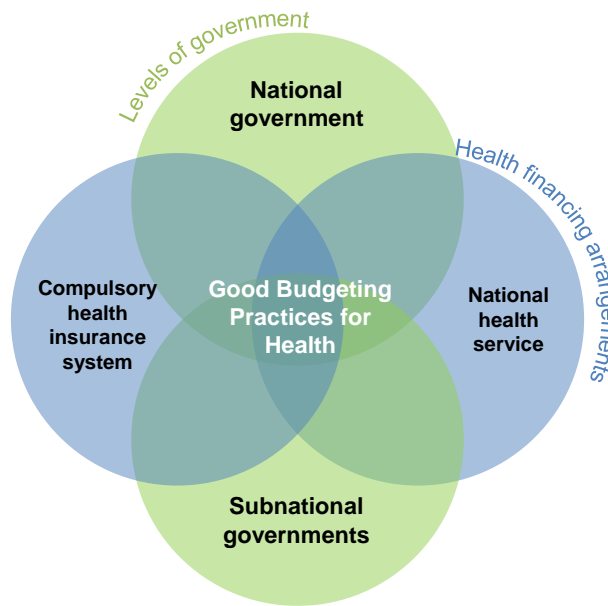 Levels of government
National
government
Health financing arrangements
Compulsory
health
insurance
system
Good Budgeting
Practices for
Health
National
health
service
Subnational
governments